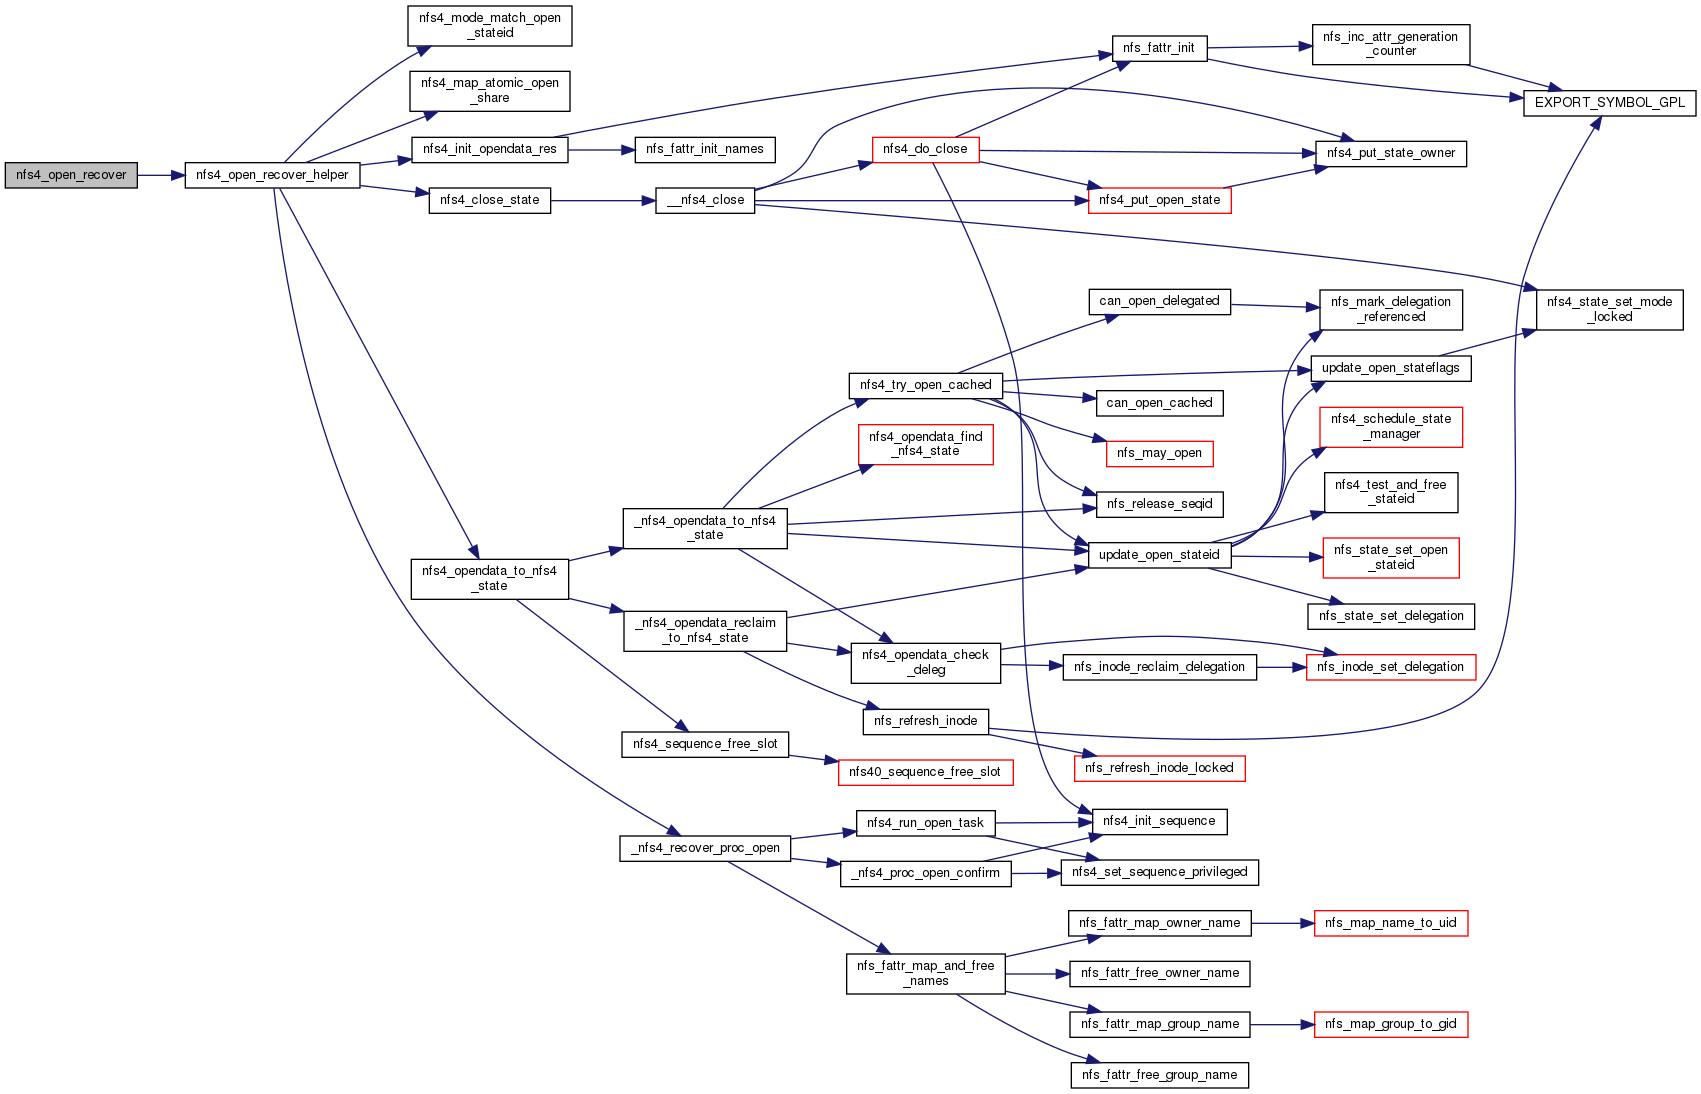 nfs4_open_recover
nfs4_open_recover_helper
nfs4_mode_match_open
_stateid
nfs4_map_atomic_open
_share
nfs4_init_opendata_res
nfs4_close_state
nfs4_opendata_to_nfs4
_state
nfs_fattr_init_names
__nfs4_close
_nfs4_opendata_to_nfs4
_state
_nfs4_opendata_reclaim
_to_nfs4_state
nfs4_sequence_free_slot
_nfs4_recover_proc_open
nfs4_do_close
nfs4_try_open_cached
nfs4_opendata_find
_nfs4_state
nfs4_opendata_check
_deleg
nfs_refresh_inode
nfs40_sequence_free_slot
nfs4_run_open_task
_nfs4_proc_open_confirm
nfs_fattr_map_and_free
_names
nfs_fattr_init
nfs4_put_open_state
can_open_delegated
can_open_cached
nfs_may_open
nfs_release_seqid
update_open_stateid
nfs_inode_reclaim_delegation
nfs_refresh_inode_locked
nfs4_init_sequence
nfs4_set_sequence_privileged
nfs_fattr_map_owner_name
nfs_fattr_free_owner_name
nfs_fattr_map_group_name
nfs_fattr_free_group_name
nfs_inc_attr_generation
_counter
nfs4_put_state_owner
nfs_mark_delegation
_referenced
update_open_stateflags
nfs4_schedule_state
_manager
nfs4_test_and_free
_stateid
nfs_state_set_open
_stateid
nfs_state_set_delegation
nfs_inode_set_delegation
nfs_map_name_to_uid
nfs_map_group_to_gid
EXPORT_SYMBOL_GPL
nfs4_state_set_mode
_locked